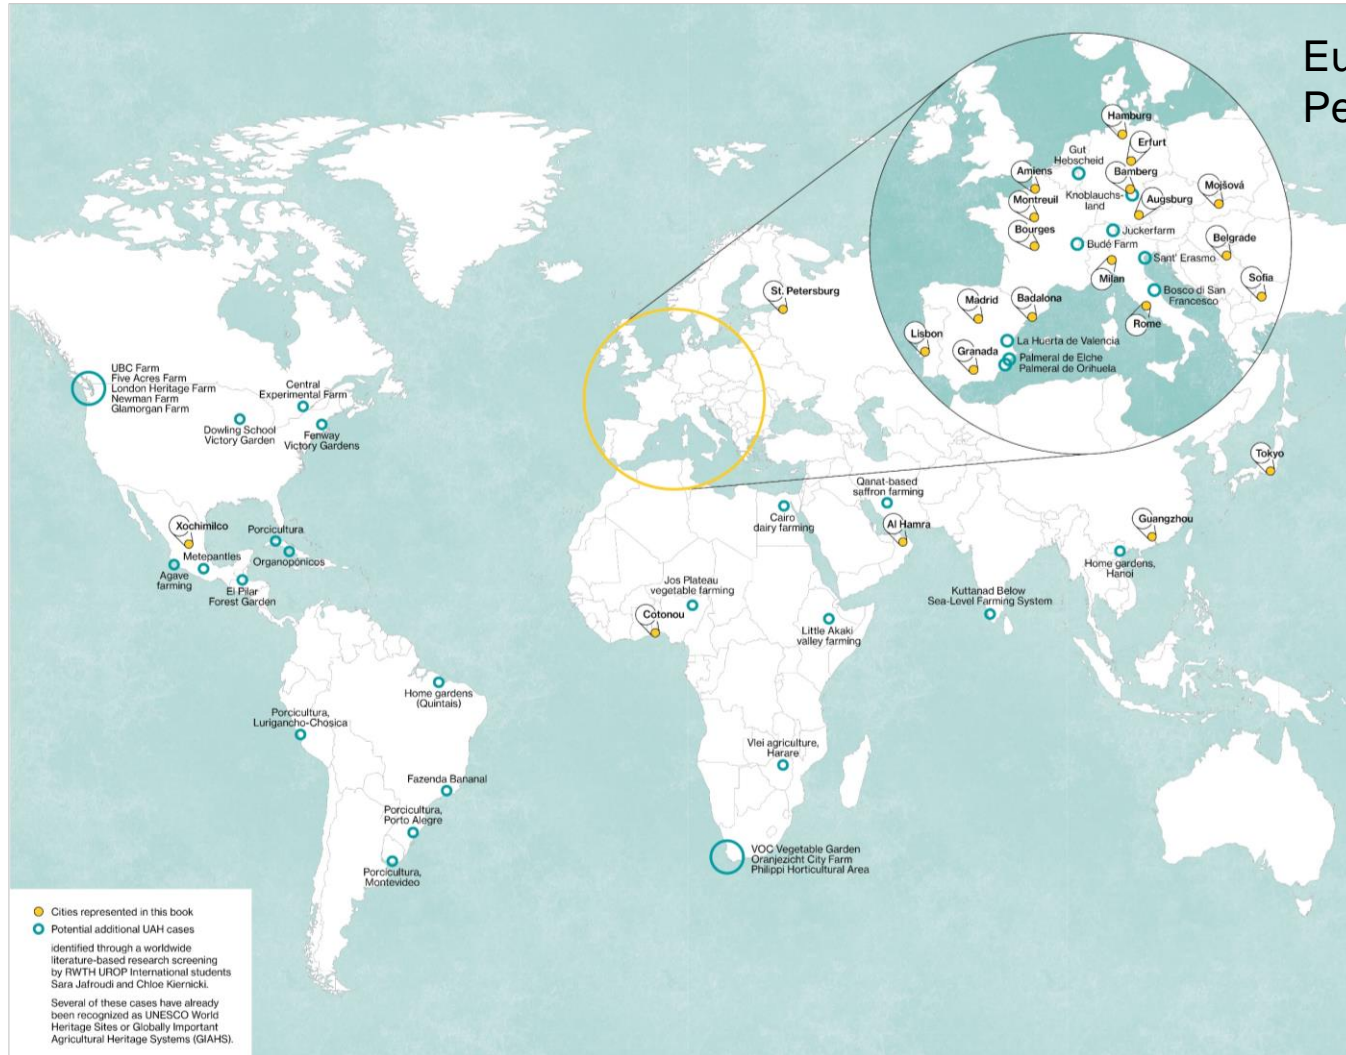 Eu
Pe
Hamburg
Erfurt
Gut
Hebscheid
Amiens
Bamberg
Mojšová
Montreuil
Knoblauchs-
land
Augsburg
Bourges
Juckerfarm
Budé Farm
Belgrade
Sant' Erasmo
Milan
Sofia
Bosco di San
Francesco
Madrid
Badalona
Rome
Lisbon
La Huerta de Valencia
Granada
Palmeral de Elche
Palmeral de Orihuela
St. Petersburg
UBC Farm
Five Acres Farm
London Heritage Farm
Newman Farm
Glamorgan Farm
Central
Experimental Farm
Dowling School
Victory Garden
Fenway
Victory Gardens
Tokyo
Qanat-based
saffron farming
Cairo
dairy farming
Al Hamra
Guangzhou
Xochimilco
Porcicultura
Metepantles
Organopónicos
Agave
farming
El Pilar
Forest Garden
Home gardens,
Hanoi
Jos Plateau
vegetable farming
Kuttanad Below
Sea-Level Farming System
Cotonou
Little Akaki
valley farming
Home gardens
(Quintais)
Porcicultura,
Lurigancho-Chosica
Vlei agriculture,
Harare
Fazenda Bananal
Porcicultura,
Porto Alegre
Porcicultura,
Montevideo
VOC Vegetable Garden
Oranjezicht City Farm
Philippi Horticultural Area
Cities represented in this book
Potential additional UAH cases
identified through a worldwide
literature-based research screening
by RWTH UROP International students
Sara Jafroudi and Chloe Kiernicki.
Several of these cases have already
been recognized as UNESCO World
Heritage Sites or Globally Important
Agricultural Heritage Systems (GIAHS).